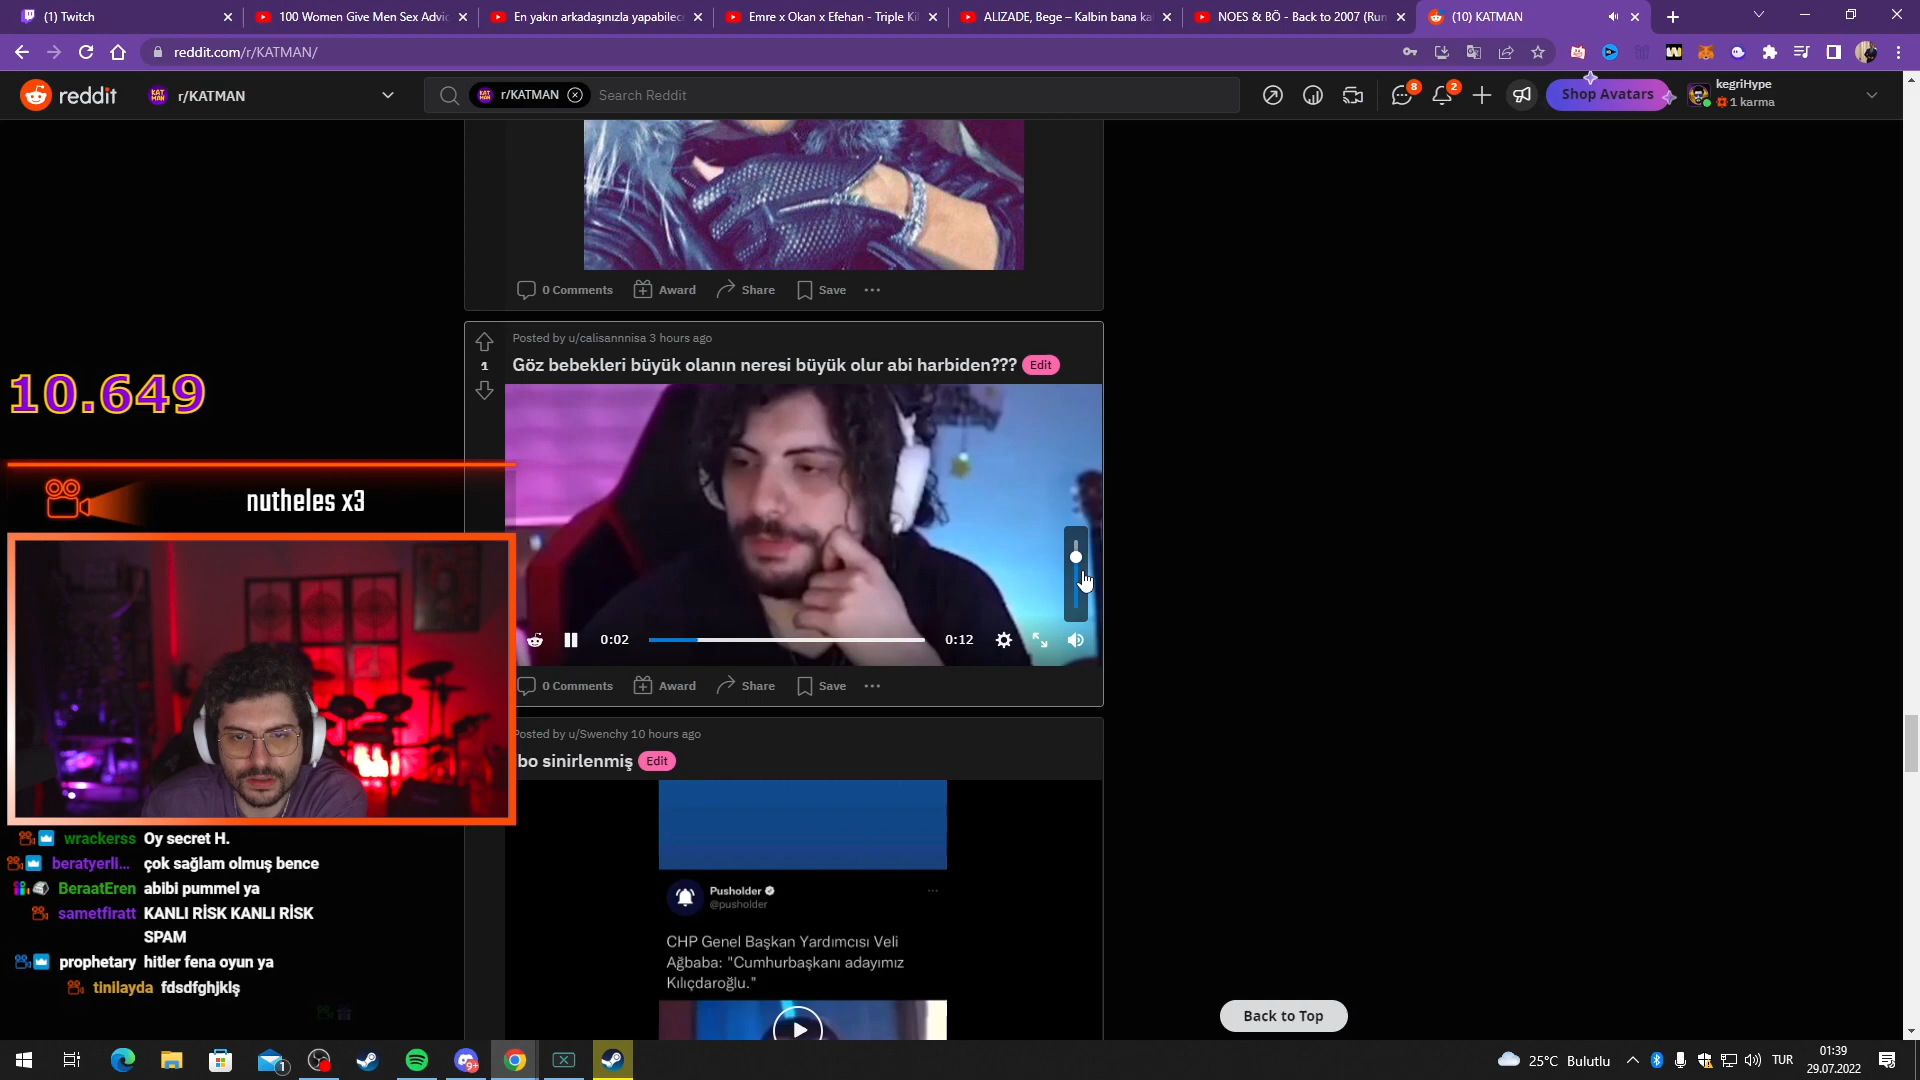 (1) Twitch
100 Women Give Men Sex Advic
En yakın arkadaşınızla yapabilec
Emre x Okan x Efehan - Triple Ki
ALIZADE, Bege – Kalbin bana ka
NOES & BÖ - Back to 2007 (Run
(10) KATMAN
reddit.com/r/KATMAN/
reddit
r/KATMAN
r/KATMAN
Search Reddit
8
2
Shop Avatars
kegriHype
1 karma
0 Comments
Award
Share
Save
Posted by u/calisannnisa 3 hours ago
1
Göz bebekleri büyük olanın neresi büyük olur abi harbiden???
Edit
10.649
nutheles x3
0:02
0:12
0 Comments
Award
Share
Save
Posted by u/Swenchy 10 hours ago
bo sinirlenmiş
Edit
Pusholder
@pusholder
CHP Genel Başkan Yardımcısı Veli
Ağbaba: "Cumhurbaşkanı adayımız
Kılıçdaroğlu."
wrackerss Oy secret H.
beratyerli... çok sağlam olmuş bence
BeraatEren abibi pummel ya
sametfiratt KANLI RİSK KANLI RİSK
SPAM
prophetary hitler fena oyun ya
tinilayda fdsdfghjklş
Back to Top
1
9+
25°C Bulutlu
TUR
01:39
29.07.2022